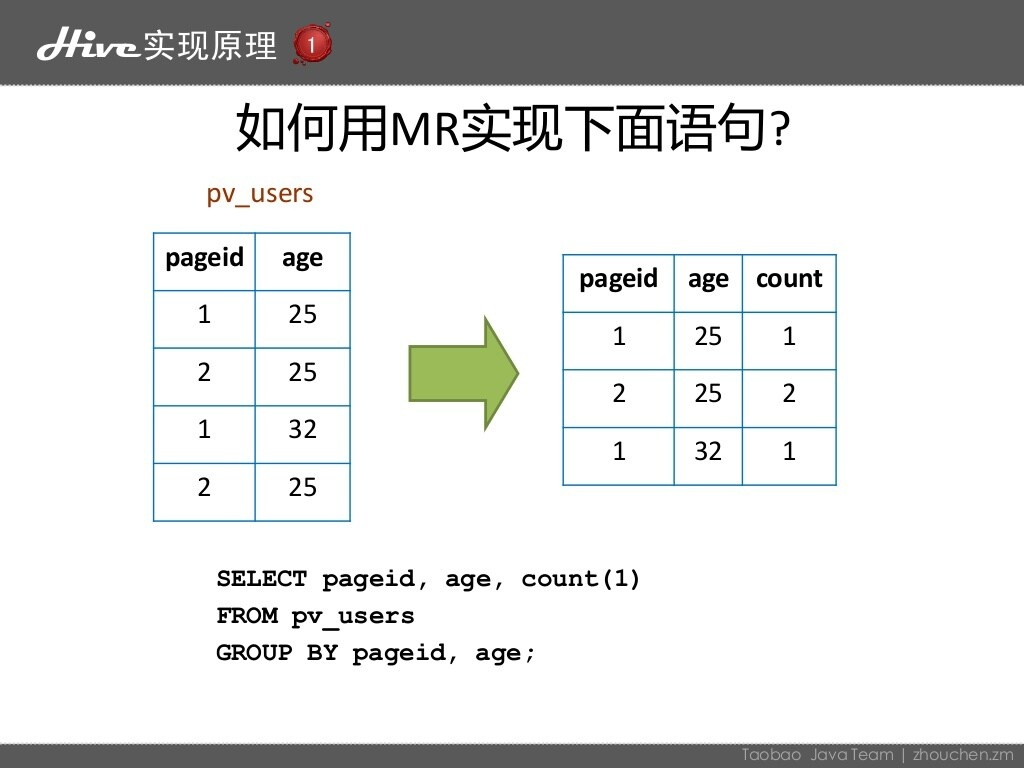 Hive实现原理 1
如何用MR实现下面语句?
pv_users
pageid age
1 25
2 25
1 32
2 25
pageid age count
1 25 1
2 25 2
1 32 1
SELECT pageid, age, count(1)
FROM pv_users
GROUP BY pageid, age;
Taobao Java Team | zhouchen.zm